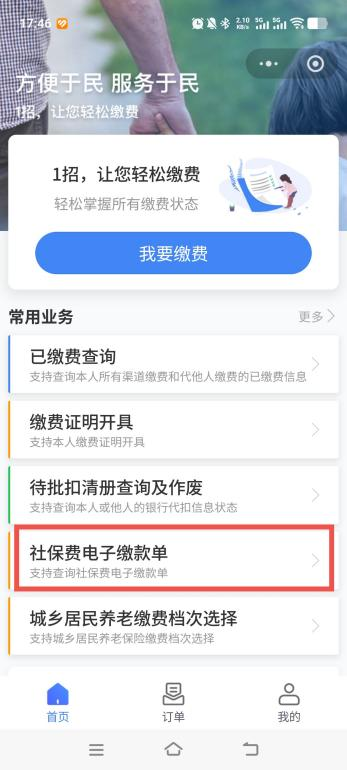 17:46
2.10
KB/s
5G
5G
方便于民 服务于民
1招，让您轻松缴费
1招，让您轻松缴费
轻松掌握所有缴费状态
我要缴费
常用业务
更多
已缴费查询
支持查询本人所有渠道缴费和代他人缴费的已缴费信息
缴费证明开具
支持本人缴费证明开具
待批扣清册查询及作废
支持查询本人或他人的银行代扣信息状态
社保费电子缴款单
支持查询社保费电子缴款单
城乡居民养老缴费档次选择
支持城乡居民养老保险缴费档次选择
首页
订单
我的